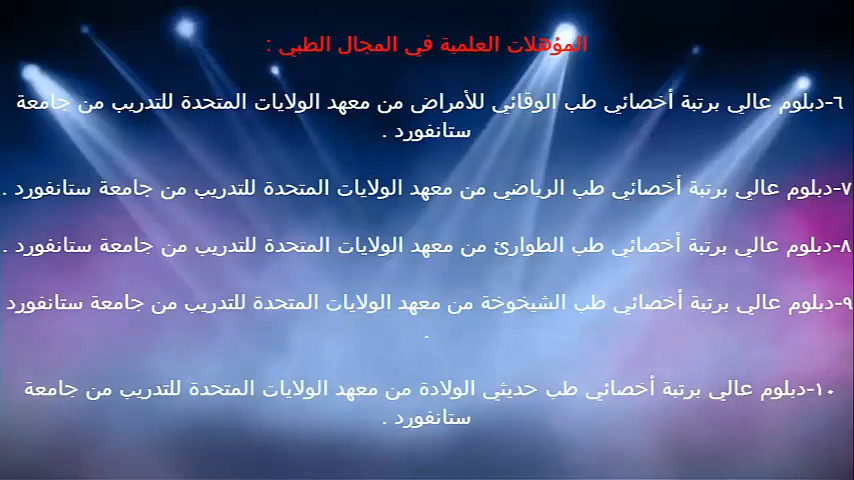 المؤهلات العلمية في المجال الطبي :
٦-دبلوم عالي برتبة أخصائي طب الوقائي للأمراض من معهد الولايات المتحدة للتدريب من جامعة
ستانفورد .
٧-دبلوم عالي برتبة أخصائي طب الرياضي من معهد الولايات المتحدة للتدريب من جامعة ستانفورد .
٨-دبلوم عالي برتبة أخصائي طب الطوارئ من معهد الولايات المتحدة للتدريب من جامعة ستانفورد .
٩-دبلوم عالي برتبة أخصائي طب الشيخوخة من معهد الولايات المتحدة للتدريب من جامعة ستانفورد
.
١٠-دبلوم عالي برتبة أخصائي طب حديثي الولادة من معهد الولايات المتحدة للتدريب من جامعة
ستانفورد .